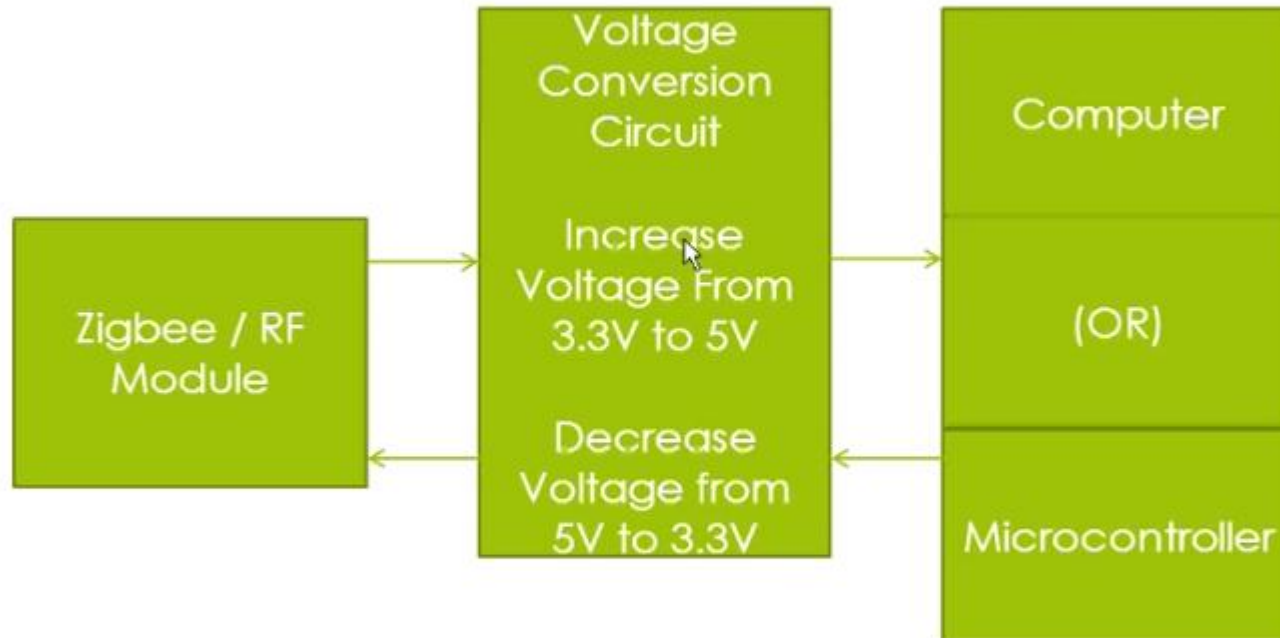 Zigbee / RF
Module
Voltage
Conversion
Circuit
Increase
Voltage From
3.3V to 5V
Decrease
Voltage from
5V to 3.3V
Computer
(OR)
Microcontroller